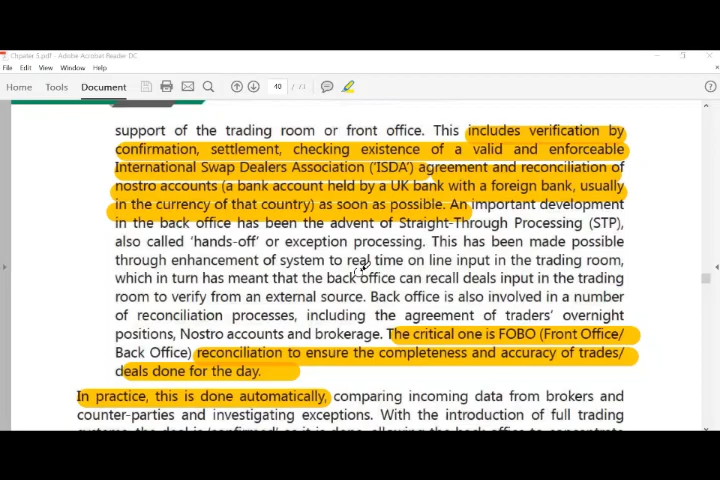 Chpater 5.pdf - Adobe Acrobat Reader DC
File Edit View Window Help
Home Tools Document 40 / 71
support of the trading room or front office. This includes verification by
confirmation, settlement, checking existence of a valid and enforceable
International Swap Dealers Association ('ISDA') agreement and reconciliation of
nostro accounts (a bank account held by a UK bank with a foreign bank, usually
in the currency of that country) as soon as possible. An important development
in the back office has been the advent of Straight-Through Processing (STP),
also called 'hands-off' or exception processing. This has been made possible
through enhancement of system to real time on line input in the trading room,
which in turn has meant that the back office can recall deals input in the trading
room to verify from an external source. Back office is also involved in a number
of reconciliation processes, including the agreement of traders' overnight
positions, Nostro accounts and brokerage. The critical one is FOBO (Front Office/
Back Office) reconciliation to ensure the completeness and accuracy of trades/
deals done for the day.
In practice, this is done automatically, comparing incoming data from brokers and
counter-parties and investigating exceptions. With the introduction of full trading